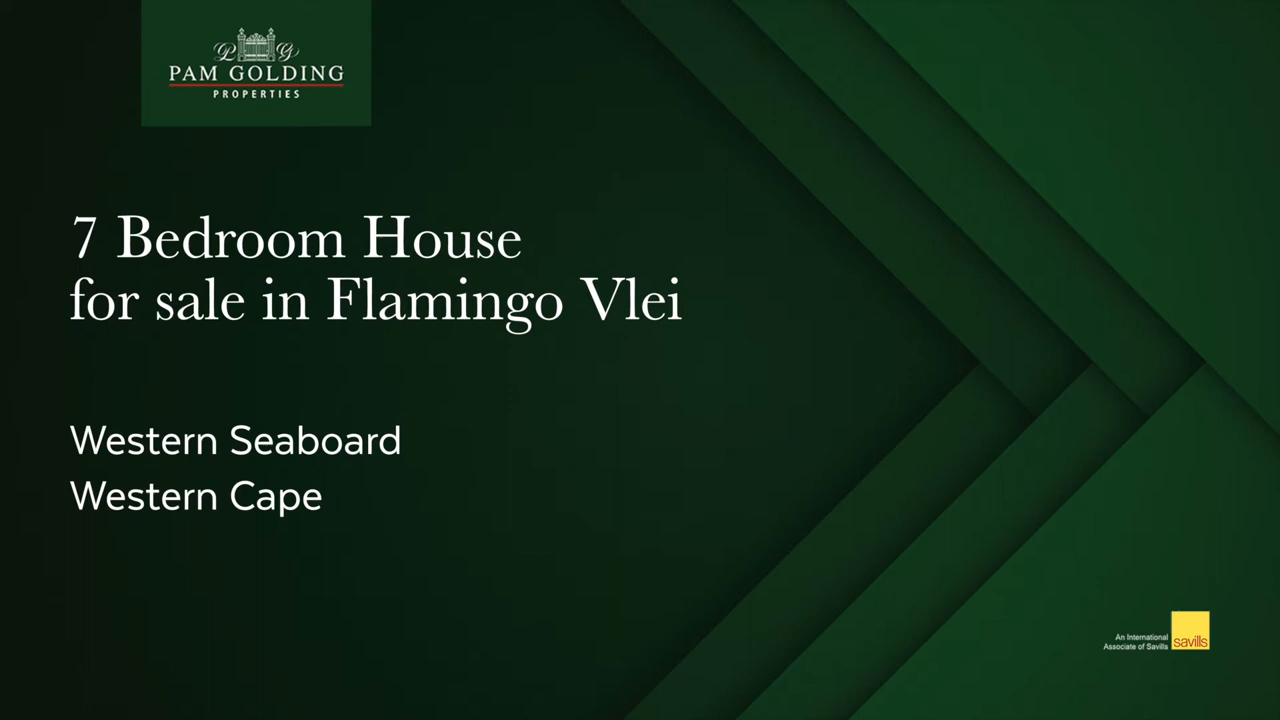 PAM GOLDING
PROPERTIES
7 Bedroom House
for sale in Flamingo Vlei
Western Seaboard
Western Cape
An International
Associate of Savills
savills